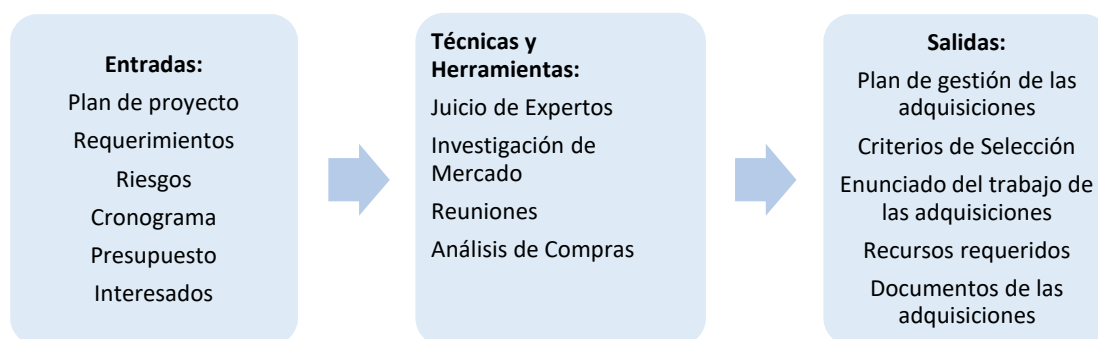 Entradas:
Plan de proyecto
Requerimientos
Riesgos
Cronograma
Presupuesto
Interesados
Técnicas y
Herramientas:
Juicio de Expertos
Investigación de
Mercado
Reuniones
Análisis de Compras
Salidas:
Plan de gestión de las
adquisiciones
Criterios de Selección
Enunciado del trabajo de
las adquisiciones
Recursos requeridos
Documentos de las
adquisiciones